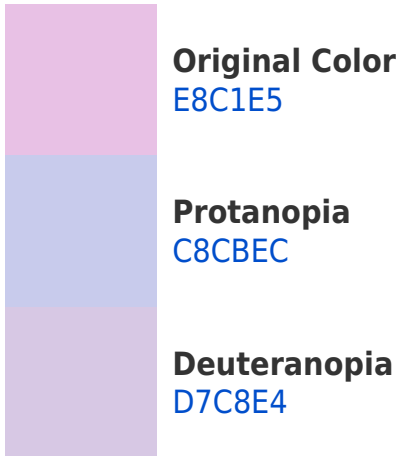 Original Color
E8C1E5
Protanopia
C8CBEC
Deuteranopia
D7C8E4